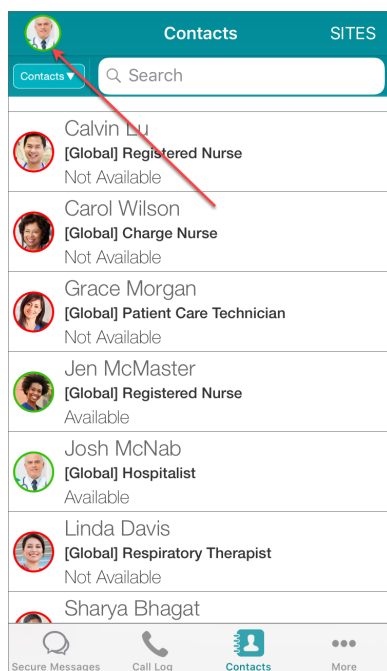 Contacts
SITES
Contacts ▼
Search
Calvin Lu
[Global] Registered Nurse
Not Available
Carol Wilson
[Global] Charge Nurse
Not Available
Grace Morgan
[Global] Patient Care Technician
Not Available
Jen McMaster
[Global] Registered Nurse
Available
Josh McNab
[Global] Hospitalist
Available
Linda Davis
[Global] Respiratory Therapist
Not Available
Sharya Bhagat
Secure Messages
Call Log
Contacts
More